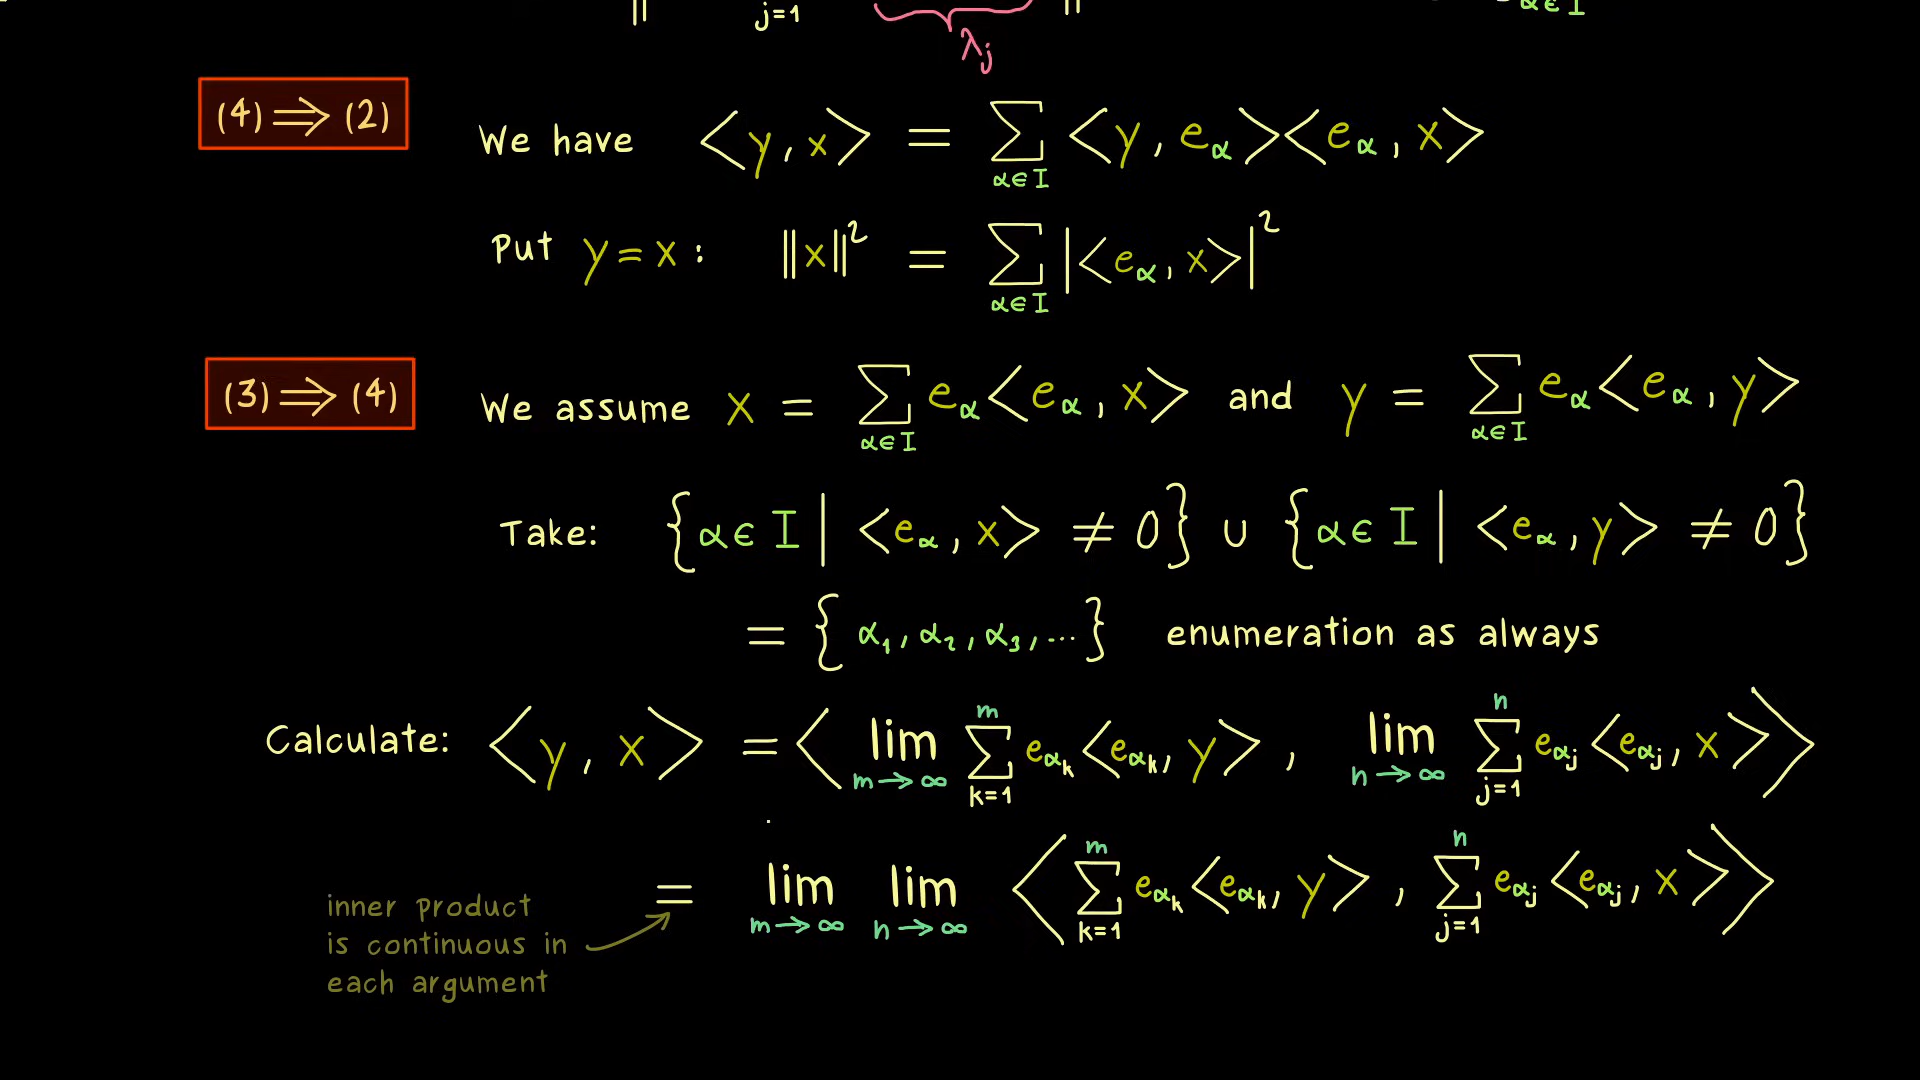 ‖ j=1 ‖ α∈I
λ_j
(4) ⟹ (2) We have ⟨y, x⟩ = ∑_{α∈I} ⟨y, e_α⟩⟨e_α, x⟩
Put y = x: ‖x‖² = ∑_{α∈I} |⟨e_α, x⟩|²
(3) ⟹ (4) We assume x = ∑_{α∈I} e_α⟨e_α, x⟩ and y = ∑_{α∈I} e_α⟨e_α, y⟩
Take: {α∈I | ⟨e_α, x⟩ ≠ 0} ∪ {α∈I | ⟨e_α, y⟩ ≠ 0}
= {α₁, α₂, α₃, ...} enumeration as always
Calculate: ⟨y, x⟩ = ⟨ lim_{m→∞} ∑_{k=1}^{m} e_{α_k}⟨e_{α_k}, y⟩ , lim_{n→∞} ∑_{j=1}^{n} e_{α_j}⟨e_{α_j}, x⟩ ⟩
= lim_{m→∞} lim_{n→∞} ⟨ ∑_{k=1}^{m} e_{α_k}⟨e_{α_k}, y⟩ , ∑_{j=1}^{n} e_{α_j}⟨e_{α_j}, x⟩ ⟩
inner product
is continuous in
each argument